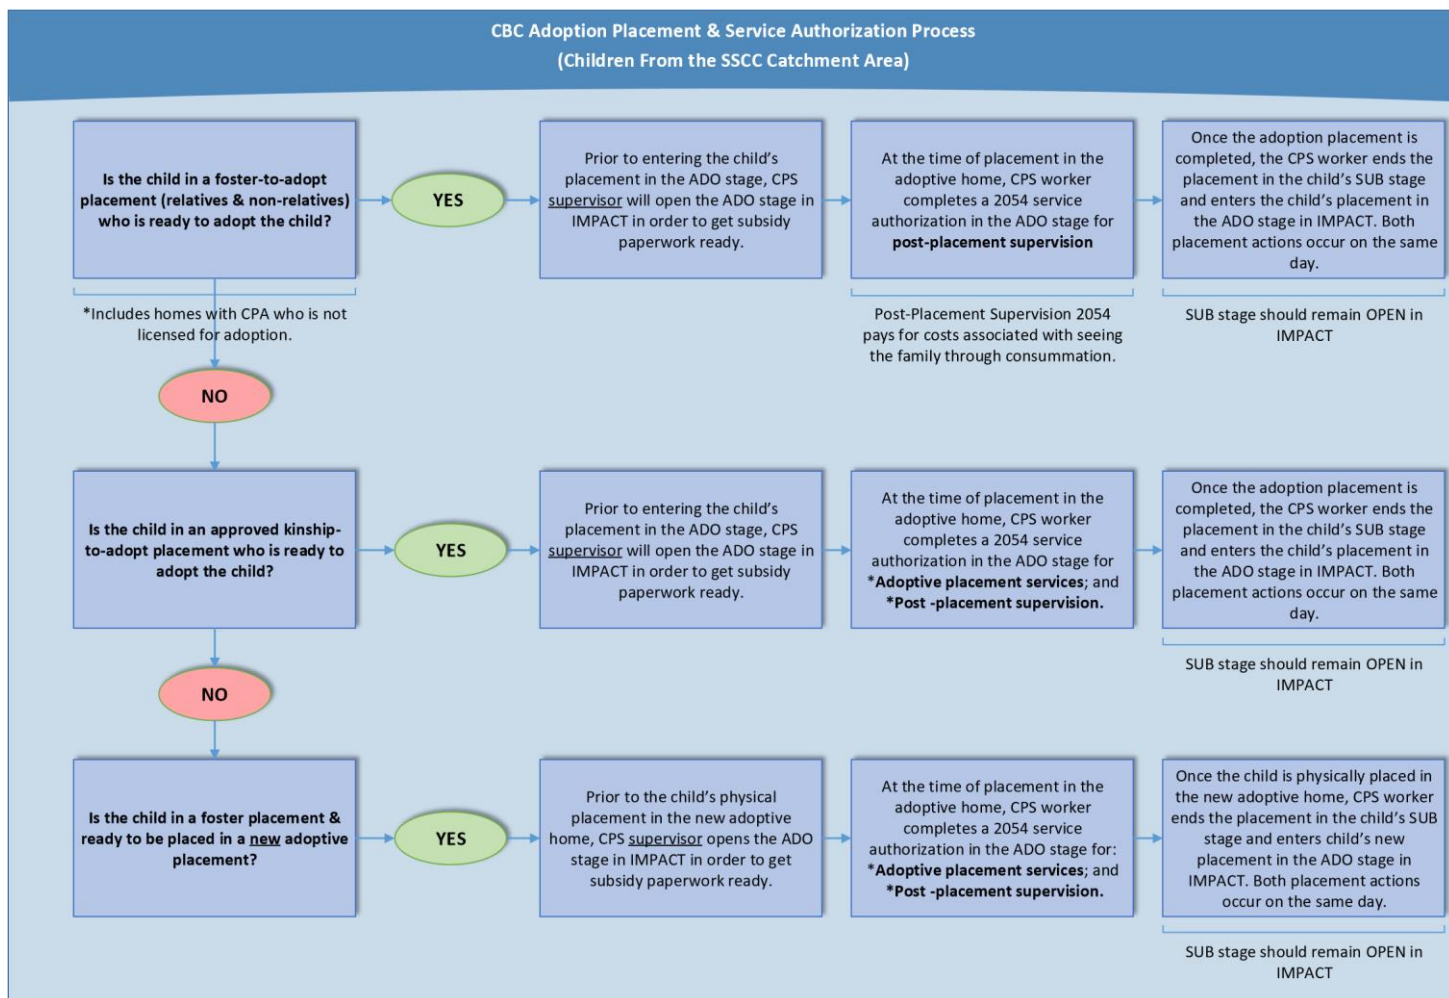 CBC Adoption Placement & Service Authorization Process
(Children From the SSCC Catchment Area)
Is the child in a foster-to-adopt
placement (relatives & non-relatives)
who is ready to adopt the child?
YES
Prior to entering the child’s
placement in the ADO stage, CPS
supervisor will open the ADO stage in
IMPACT in order to get subsidy
paperwork ready.
At the time of placement in the
adoptive home, CPS worker
completes a 2054 service
authorization in the ADO stage for
post-placement supervision
Once the adoption placement is
completed, the CPS worker ends the
placement in the child’s SUB stage
and enters the child’s placement in
the ADO stage in IMPACT. Both
placement actions occur on the same
day.
*Includes homes with CPA who is not
licensed for adoption.
Post-Placement Supervision 2054
pays for costs associated with seeing
the family through consummation.
SUB stage should remain OPEN in
IMPACT
NO
Is the child in an approved kinship-
to-adopt placement who is ready to
adopt the child?
YES
Prior to entering the child’s
placement in the ADO stage, CPS
supervisor will open the ADO stage in
IMPACT in order to get subsidy
paperwork ready.
At the time of placement in the
adoptive home, CPS worker
completes a 2054 service
authorization in the ADO stage for
*Adoptive placement services; and
*Post -placement supervision.
Once the adoption placement is
completed, the CPS worker ends the
placement in the child’s SUB stage
and enters the child’s placement in
the ADO stage in IMPACT. Both
placement actions occur on the same
day.
SUB stage should remain OPEN in
IMPACT
NO
Is the child in a foster placement &
ready to be placed in a new adoptive
placement?
YES
Prior to the child’s physical
placement in the new adoptive
home, CPS supervisor opens the ADO
stage in IMPACT in order to get
subsidy paperwork ready.
At the time of placement in the
adoptive home, CPS worker
completes a 2054 service
authorization in the ADO stage for:
*Adoptive placement services; and
*Post -placement supervision.
Once the child is physically placed in
the new adoptive home, CPS worker
ends the placement in the child’s SUB
stage and enters child’s new
placement in the ADO stage in
IMPACT. Both placement actions
occur on the same day.
SUB stage should remain OPEN in
IMPACT